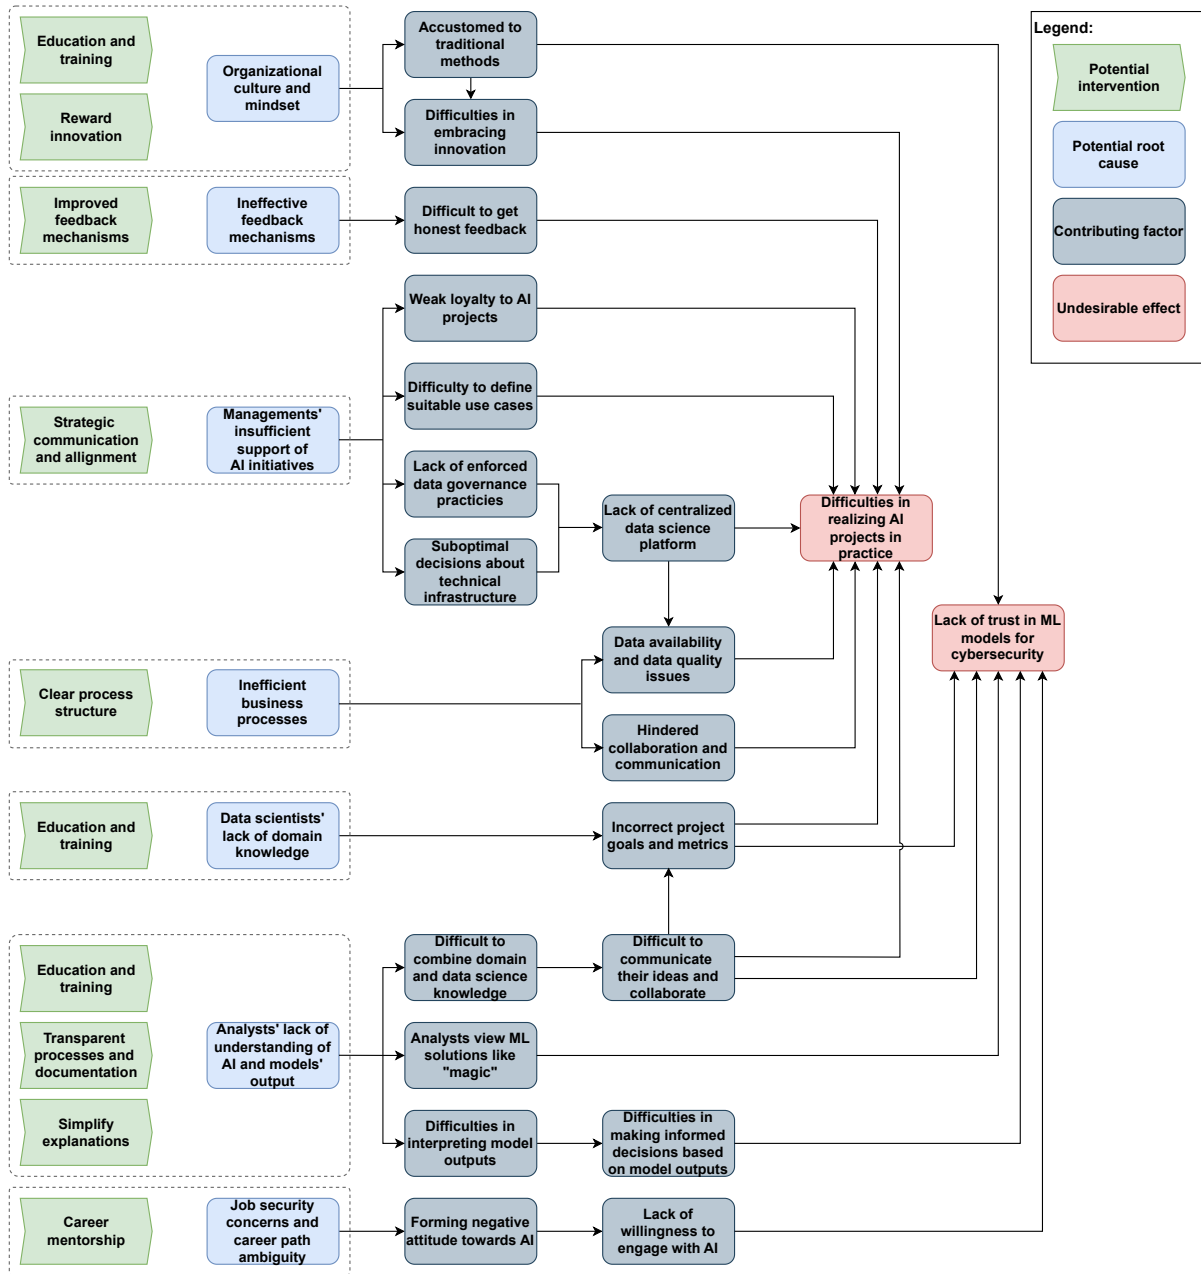 Education and
training
Reward
innovation
Organizational
culture and
mindset
Accustomed to
traditional
methods
Difficulties in
embracing
innovation
Legend:
Potential
intervention
Potential root
cause
Contributing factor
Undesirable effect
Improved
feedback
mechanisms
Ineffective
feedback
mechanisms
Difficult to get
honest feedback
Weak loyalty to AI
projects
Difficulty to define
suitable use cases
Strategic
communication
and allignment
Managements'
insufficient
support of
AI initiatives
Lack of enforced
data governance
practicies
Suboptimal
decisions about
technical
infrastructure
Lack of centralized
data science
platform
Difficulties in
realizing AI
projects in
practice
Lack of trust in ML
models for
cybersecurity
Data availability
and data quality
issues
Clear process
structure
Inefficient
business
processes
Hindered
collaboration and
communication
Education and
training
Data scientists'
lack of domain
knowledge
Incorrect project
goals and metrics
Education and
training
Transparent
processes and
documentation
Simplify
explanations
Analysts' lack of
understanding of
AI and models'
output
Difficult to
combine domain
and data science
knowledge
Difficult to
communicate
their ideas and
collaborate
Analysts view ML
solutions like
"magic"
Difficulties in
interpreting model
outputs
Difficulties in
making informed
decisions based
on model outputs
Career
mentorship
Job security
concerns and
career path
ambiguity
Forming negative
attitude towards AI
Lack of
willingness to
engage with AI